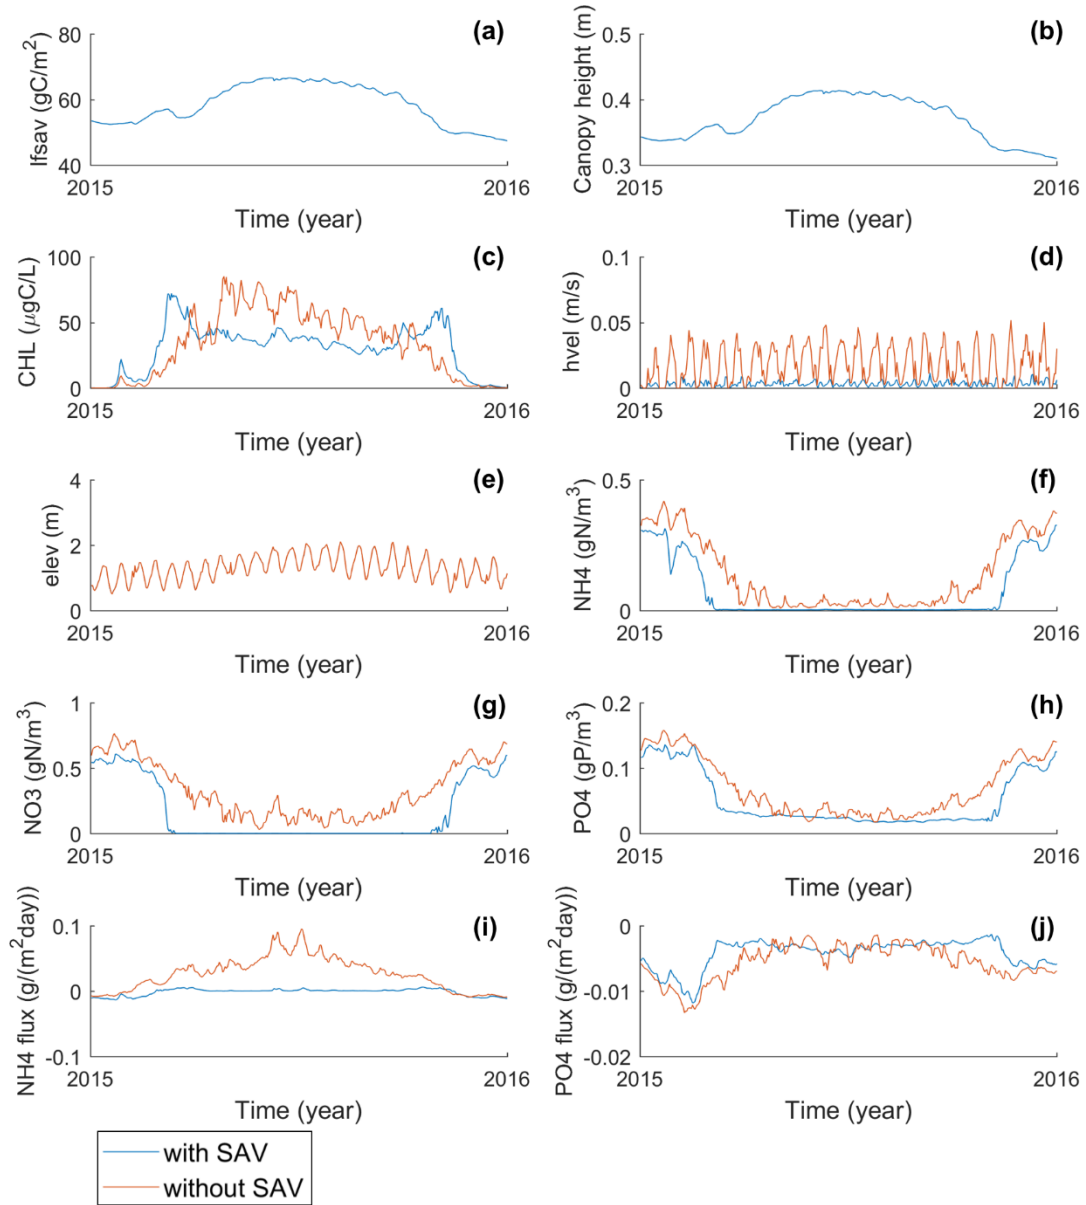 (a)
80
60
40
lfsav (gC/m²)
2015
2016
Time (year)
(b)
0.5
0.4
0.3
Canopy height (m)
2015
2016
Time (year)
(c)
100
50
0
CHL (µgC/L)
2015
2016
Time (year)
(d)
0.1
0.05
0
hvel (m/s)
2015
2016
Time (year)
(e)
4
2
0
elev (m)
2015
2016
Time (year)
(f)
0.5
0
NH4 (gN/m³)
2015
2016
Time (year)
(g)
1
0.5
0
NO3 (gN/m³)
2015
2016
Time (year)
(h)
0.2
0.1
0
PO4 (gP/m³)
2015
2016
Time (year)
(i)
0.1
0
-0.1
NH4 flux (g/(m²day))
2015
2016
Time (year)
(j)
0
-0.01
-0.02
PO4 flux (g/(m²day))
2015
2016
Time (year)
with SAV
without SAV